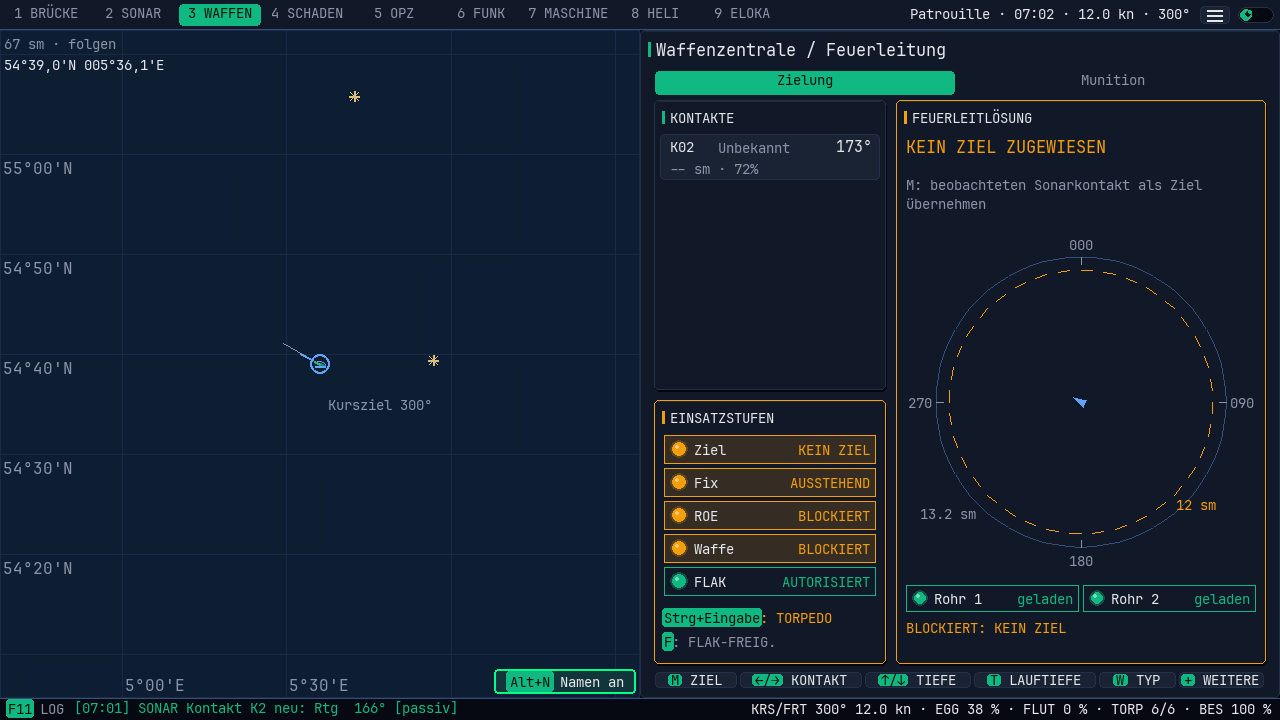 1 BRÜCKE 2 SONAR 3 WAFFEN 4 SCHADEN 5 OPZ 6 FUNK 7 MASCHINE 8 HELI 9 ELOKA Patrouille · 07:02 · 12.0 kn · 300°
67 sm · folgen
54°39,0'N 005°36,1'E
55°00'N
54°50'N
54°40'N
Kursziel 300°
54°30'N
54°20'N
5°00'E 5°30'E
Alt+N Namen an
Waffenzentrale / Feuerleitung
Zielung Munition
KONTAKTE
K02 Unbekannt 173°
-- sm · 72%
EINSATZSTUFEN
Ziel KEIN ZIEL
Fix AUSSTEHEND
ROE BLOCKIERT
Waffe BLOCKIERT
FLAK AUTORISIERT
Strg+Eingabe: TORPEDO
F: FLAK-FREIG.
FEUERLEITLÖSUNG
KEIN ZIEL ZUGEWIESEN
M: beobachteten Sonarkontakt als Ziel
übernehmen
000
270 090
12 sm
13.2 sm
180
Rohr 1 geladen Rohr 2 geladen
BLOCKIERT: KEIN ZIEL
M ZIEL ←/→ KONTAKT ↑/↓ TIEFE T LAUFTIEFE W TYP + WEITERE
F11 LOG [07:01] SONAR Kontakt K2 neu: Rtg 166° [passiv] KRS/FRT 300° 12.0 kn · EGG 38 % · FLUT 0 % · TORP 6/6 · BES 100 %